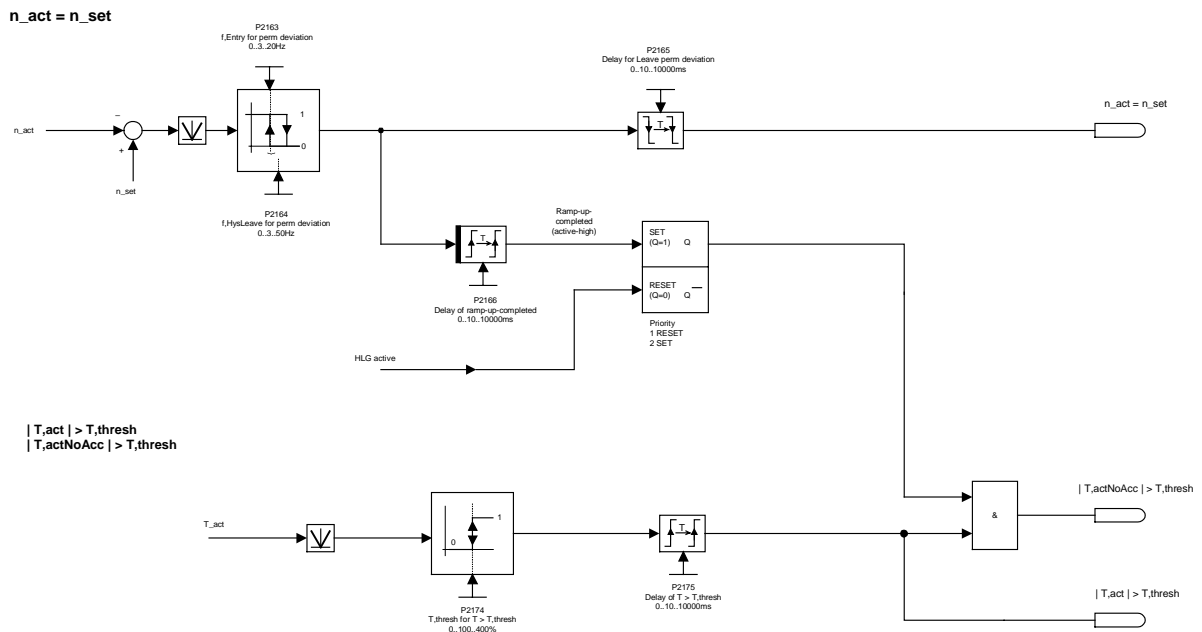 n_act = n_set
P2163
f,Entry for perm deviation
0..3..20Hz
P2165
Delay for Leave perm deviation
0..10..10000ms
n_act = n_set
n_act
–
+
1
0
T
n_set
P2164
f,HysLeave for perm deviation
0..3..50Hz
Ramp-up-
completed
(active-high)
T
SET
(Q=1) Q
RESET
(Q=0) Q
P2166
Delay of ramp-up-completed
0..10..10000ms
Priority
1 RESET
2 SET
HLG active
| T,act | > T,thresh
| T,actNoAcc | > T,thresh
| T,actNoAcc | > T,thresh
T_act
1
0
T
&
P2174
T,thresh for T > T,thresh
0..100..400%
P2175
Delay of T > T,thresh
0..10..10000ms
| T,act | > T,thresh